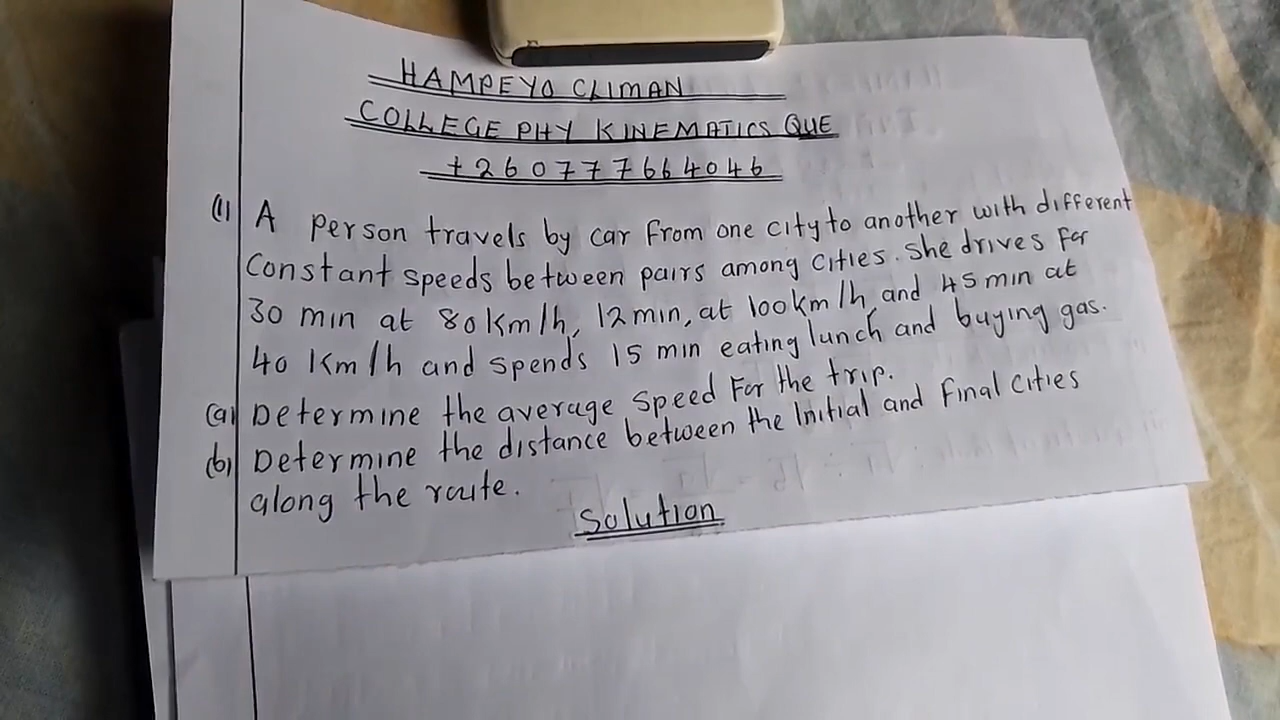 HAMPEYO CLIMAN
COLLEGE PHY KINEMATICS QUE
+260777664046
(1) A person travels by car from one city to another with different
Constant speeds between pairs among cities. She drives for
30 min at 80 Km/h, 12 min, at 100 km/h, and 45 min at
40 Km/h and spends 15 min eating lunch and buying gas.
(a) Determine the average speed For the trip.
(b) Determine the distance between the Initial and final cities
along the route.
Solution